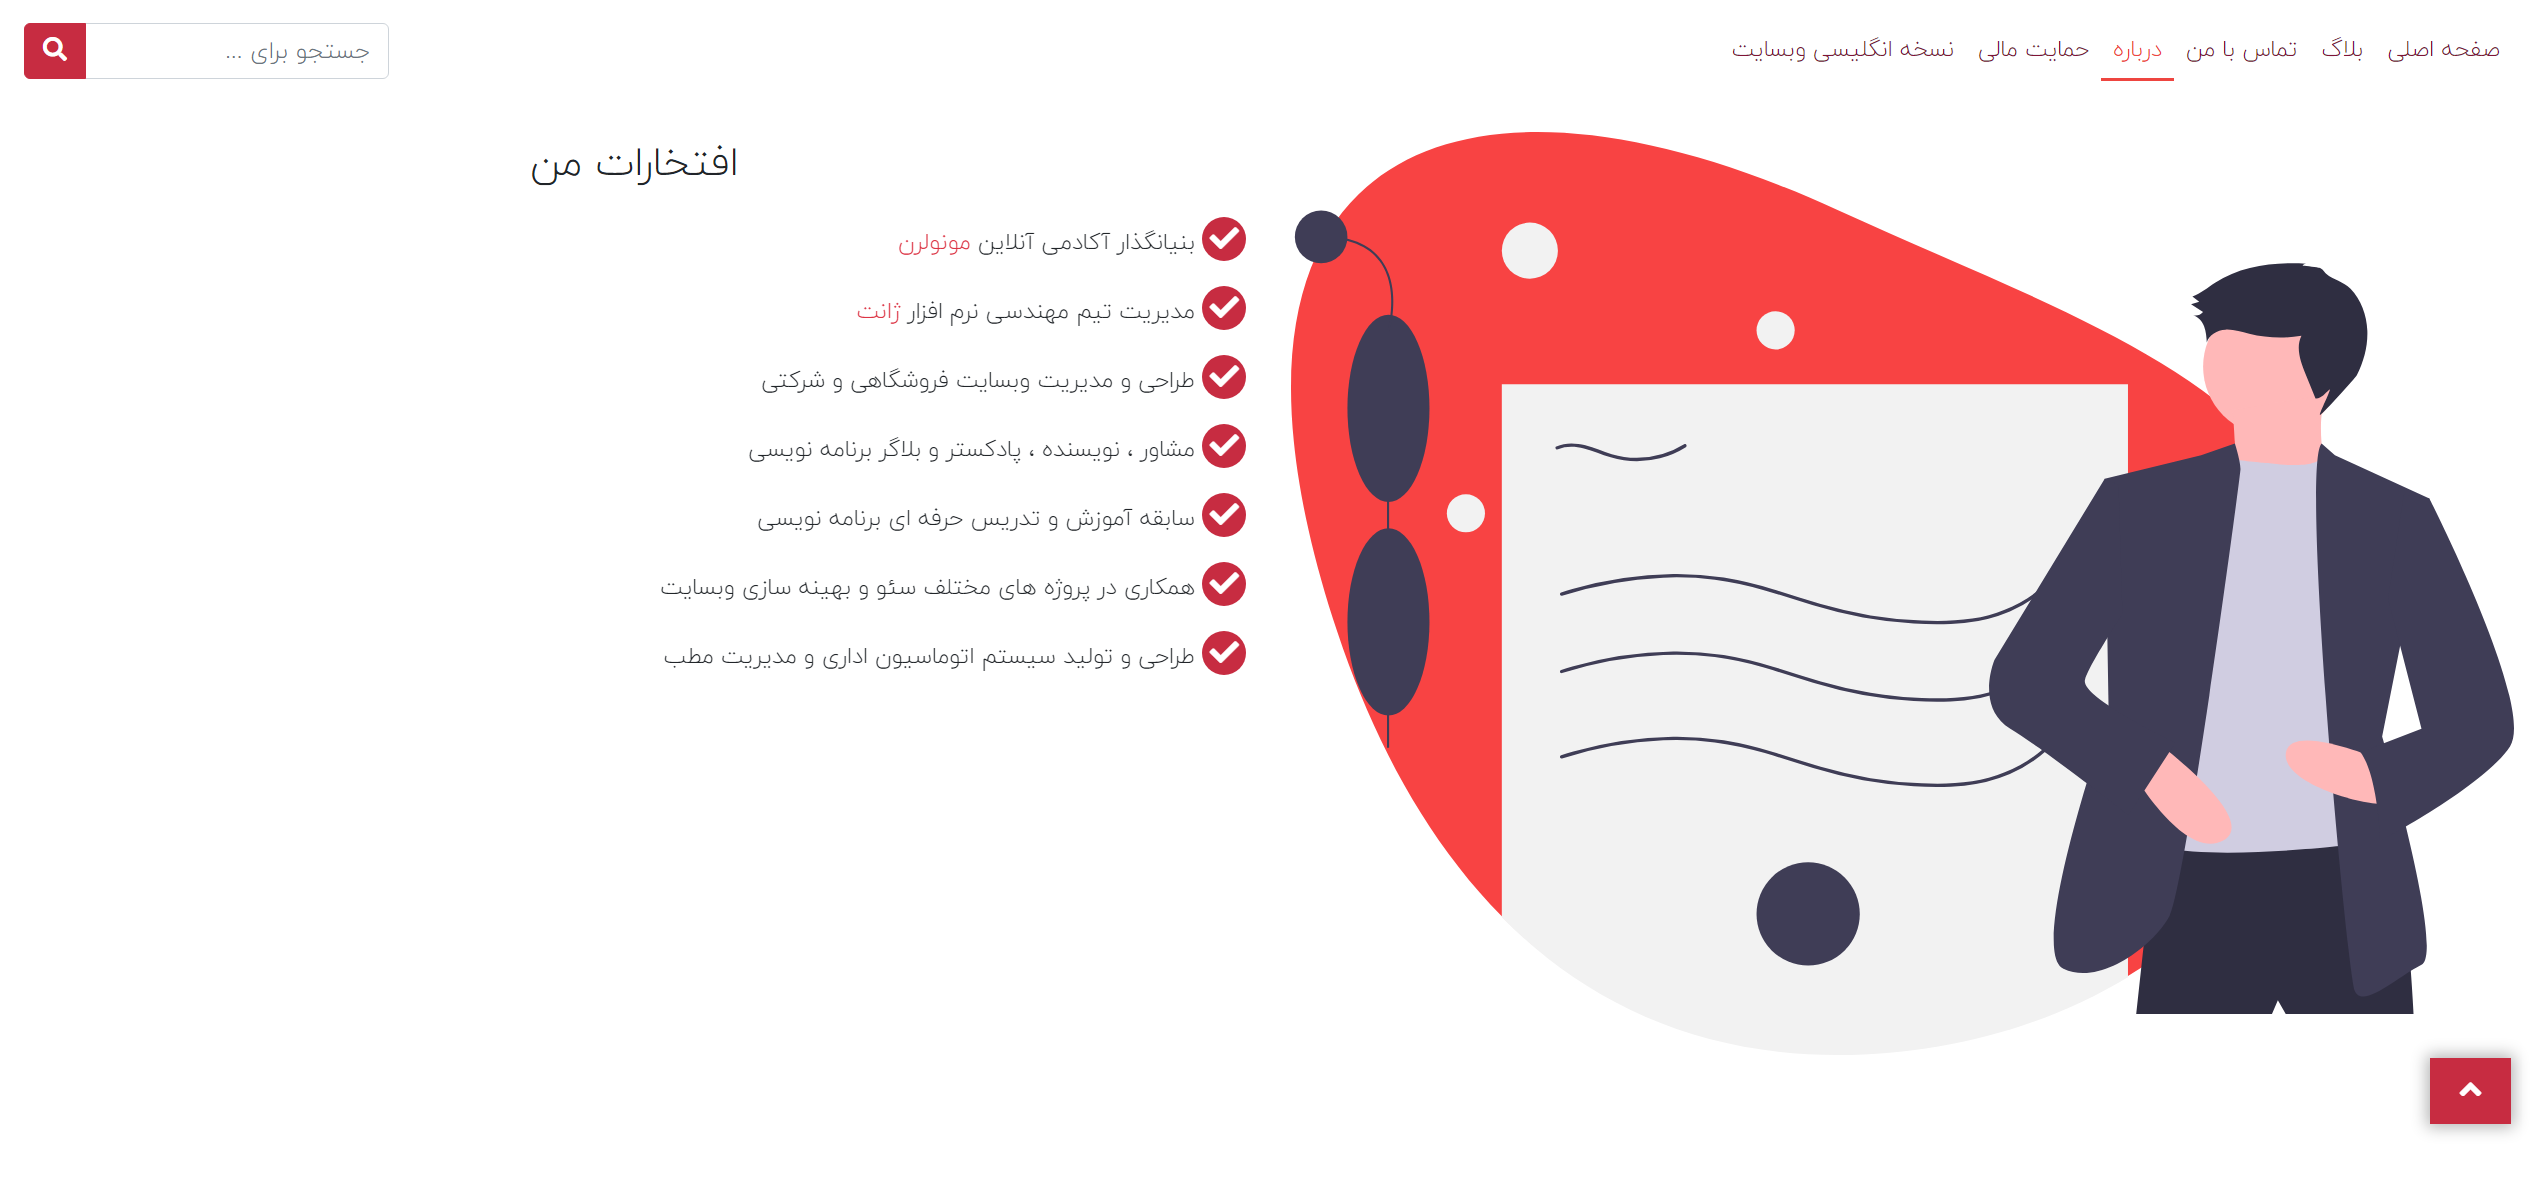 صفحه اصلی بلاگ تماس با من درباره حمایت مالی نسخه انگلیسی وبسایت
جستجو برای ...
افتخارات من
بنیانگذار آکادمی آنلاین مونولرن
مدیریت تیم مهندسی نرم افزار ژانت
طراحی و مدیریت وبسایت فروشگاهی و شرکتی
مشاور ، نویسنده ، پادکستر و بلاگر برنامه نویسی
سابقه آموزش و تدریس حرفه ای برنامه نویسی
همکاری در پروژه های مختلف سئو و بهینه سازی وبسایت
طراحی و تولید سیستم اتوماسیون اداری و مدیریت مطب